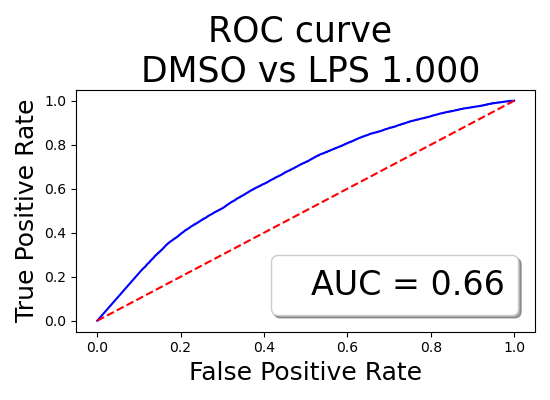 ROC curve
DMSO vs LPS 1.000
True Positive Rate
1.0
0.8
0.6
0.4
0.2
0.0
AUC = 0.66
0.0 0.2 0.4 0.6 0.8 1.0
False Positive Rate